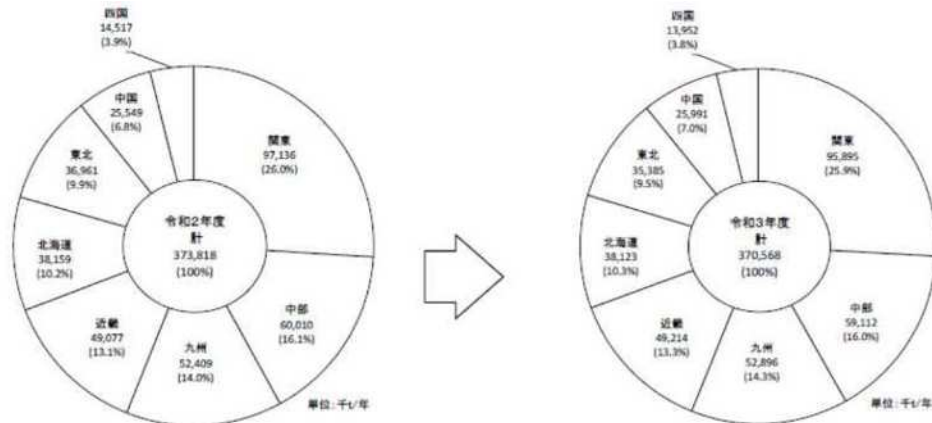 四国
14,517
(3.9%)
中国
25,549
(6.8%)
関東
97,136
(26.0%)
東北
36,961
(9.9%)
令和2年度
計
373,818
(100%)
北海道
38,159
(10.2%)
中部
60,010
(16.1%)
近畿
49,077
(13.1%)
九州
52,409
(14.0%)
単位:千t/年
四国
13,952
(3.8%)
中国
25,991
(7.0%)
関東
95,895
(25.9%)
東北
35,385
(9.5%)
令和3年度
計
370,568
(100%)
北海道
38,123
(10.3%)
中部
59,112
(16.0%)
近畿
49,214
(13.3%)
九州
52,896
(14.3%)
単位:千t/年